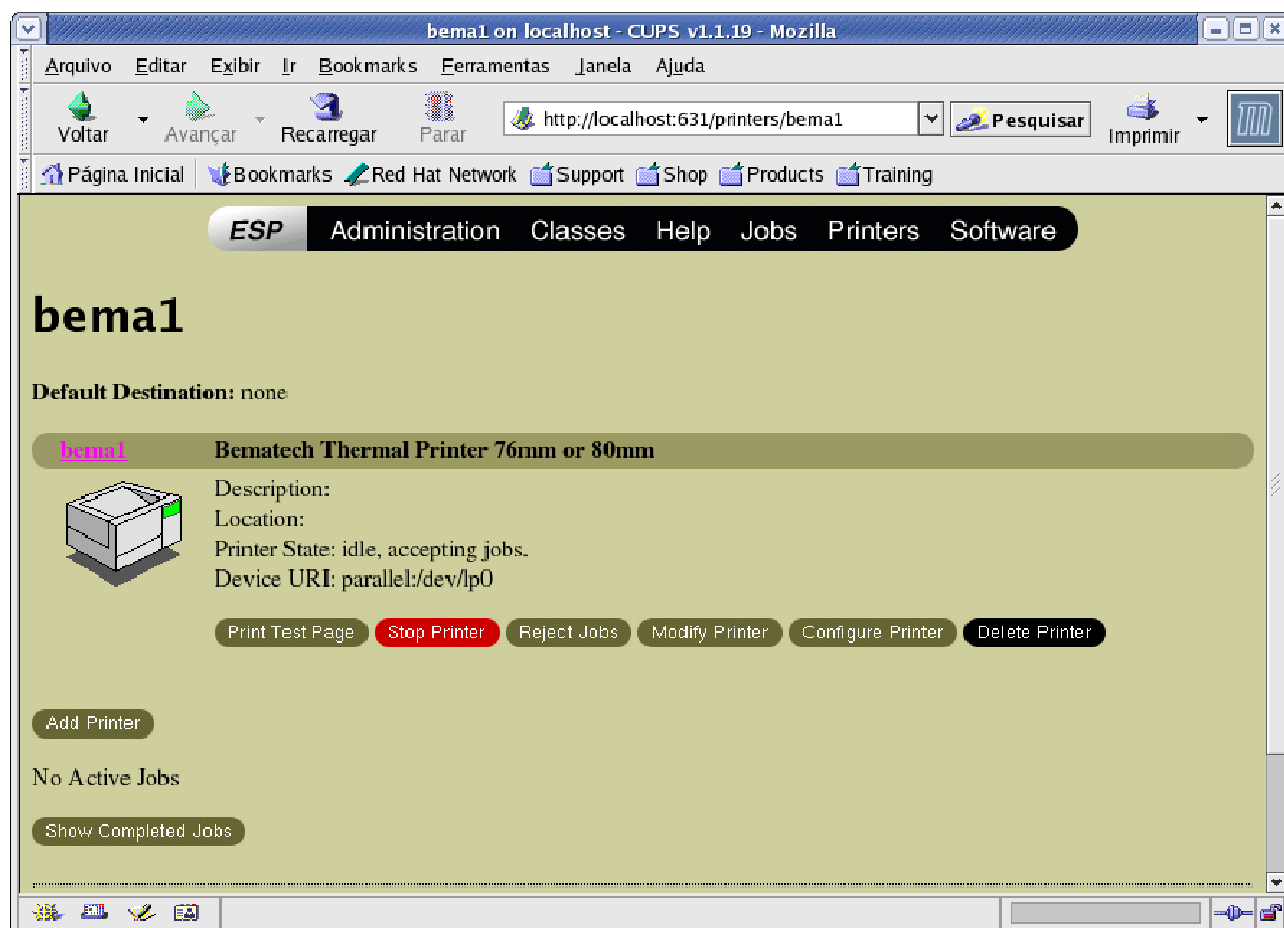 bema1 on localhost - CUPS v1.1.19 - Mozilla
Arquivo Editar Exibir Ir Bookmarks Ferramentas Janela Ajuda
Voltar Avançar Recarregar Parar http://localhost:631/printers/bema1 Pesquisar Imprimir
Página Inicial Bookmarks Red Hat Network Support Shop Products Training
ESP Administration Classes Help Jobs Printers Software
bema1
Default Destination: none
bema1 Bematech Thermal Printer 76mm or 80mm
Description:
Location:
Printer State: idle, accepting jobs.
Device URI: parallel:/dev/lp0
Print Test Page Stop Printer Reject Jobs Modify Printer Configure Printer Delete Printer
Add Printer
No Active Jobs
Show Completed Jobs